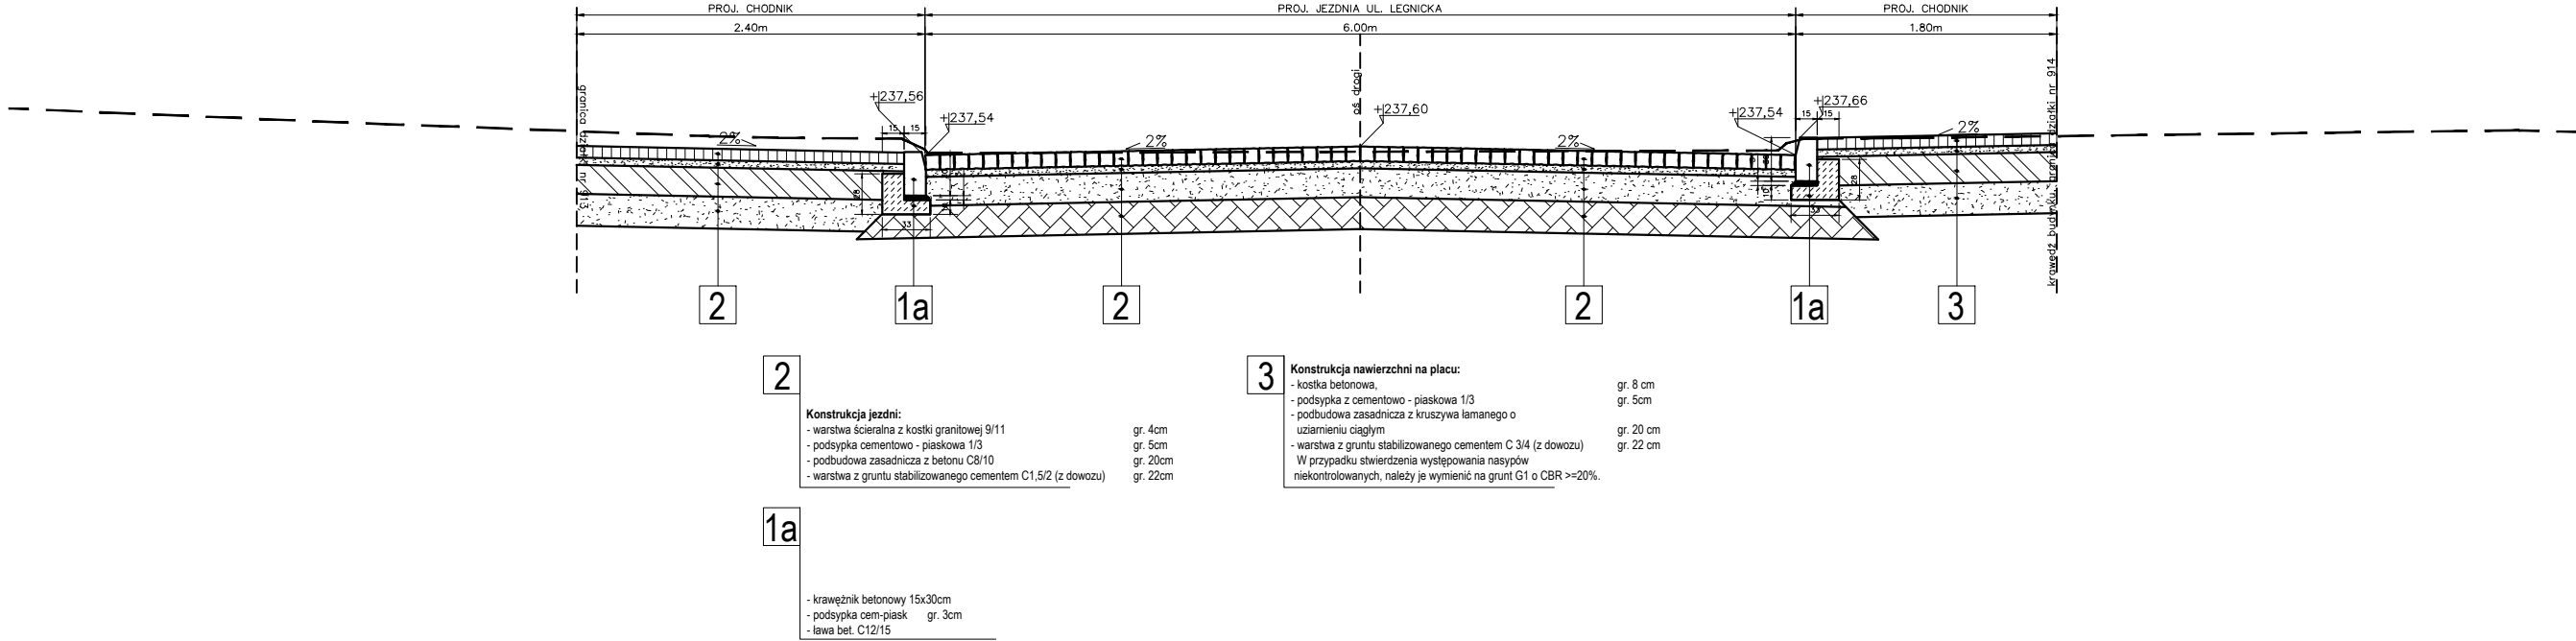 PROJ. CHODNIK
PROJ. JEZDNIA UL. LEGNICKA
PROJ. CHODNIK
2.40m
6.00m
1.80m
granica działki nr 913
oś drogi
krawędź budynku i granica działki nr 914
+237,56
+237,54
+237,60
+237,54
+237,66
15
15
15
15
2%
2%
2%
2%
28
33
10
28
33
2
1a
2
2
1a
3
2
Konstrukcja jezdni:
- warstwa ścieralna z kostki granitowej 9/11 gr. 4cm
- podsypka cementowo - piaskowa 1/3 gr. 5cm
- podbudowa zasadnicza z betonu C8/10 gr. 20cm
- warstwa z gruntu stabilizowanego cementem C1,5/2 (z dowozu) gr. 22cm
3
Konstrukcja nawierzchni na placu:
- kostka betonowa, gr. 8 cm
- podsypka z cementowo - piaskowa 1/3 gr. 5cm
- podbudowa zasadnicza z kruszywa łamanego o
uziarnieniu ciągłym gr. 20 cm
- warstwa z gruntu stabilizowanego cementem C 3/4 (z dowozu) gr. 22 cm
W przypadku stwierdzenia występowania nasypów
niekontrolowanych, należy je wymienić na grunt G1 o CBR >=20%.
1a
- krawężnik betonowy 15x30cm
- podsypka cem-piask gr. 3cm
- ława bet. C12/15